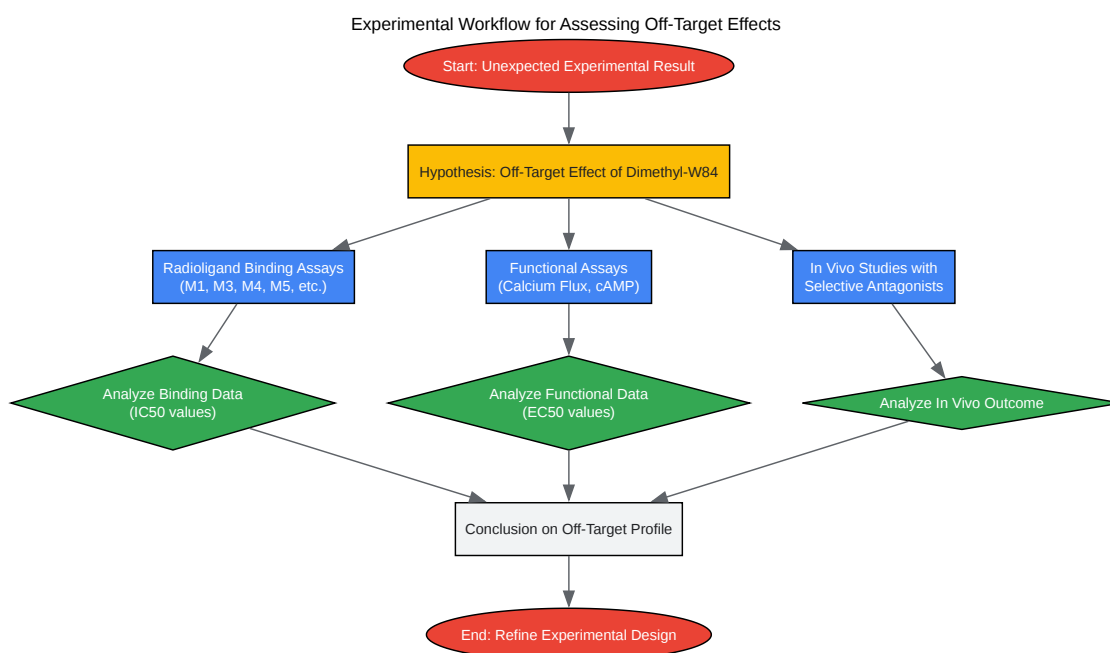 Experimental Workflow for Assessing Off-Target Effects
Start: Unexpected Experimental Result
Hypothesis: Off-Target Effect of Dimethyl-W84
Radioligand Binding Assays
(M1, M3, M4, M5, etc.)
Functional Assays
(Calcium Flux, cAMP)
In Vivo Studies with
Selective Antagonists
Analyze Binding Data
(IC50 values)
Analyze Functional Data
(EC50 values)
Analyze In Vivo Outcome
Conclusion on Off-Target Profile
End: Refine Experimental Design